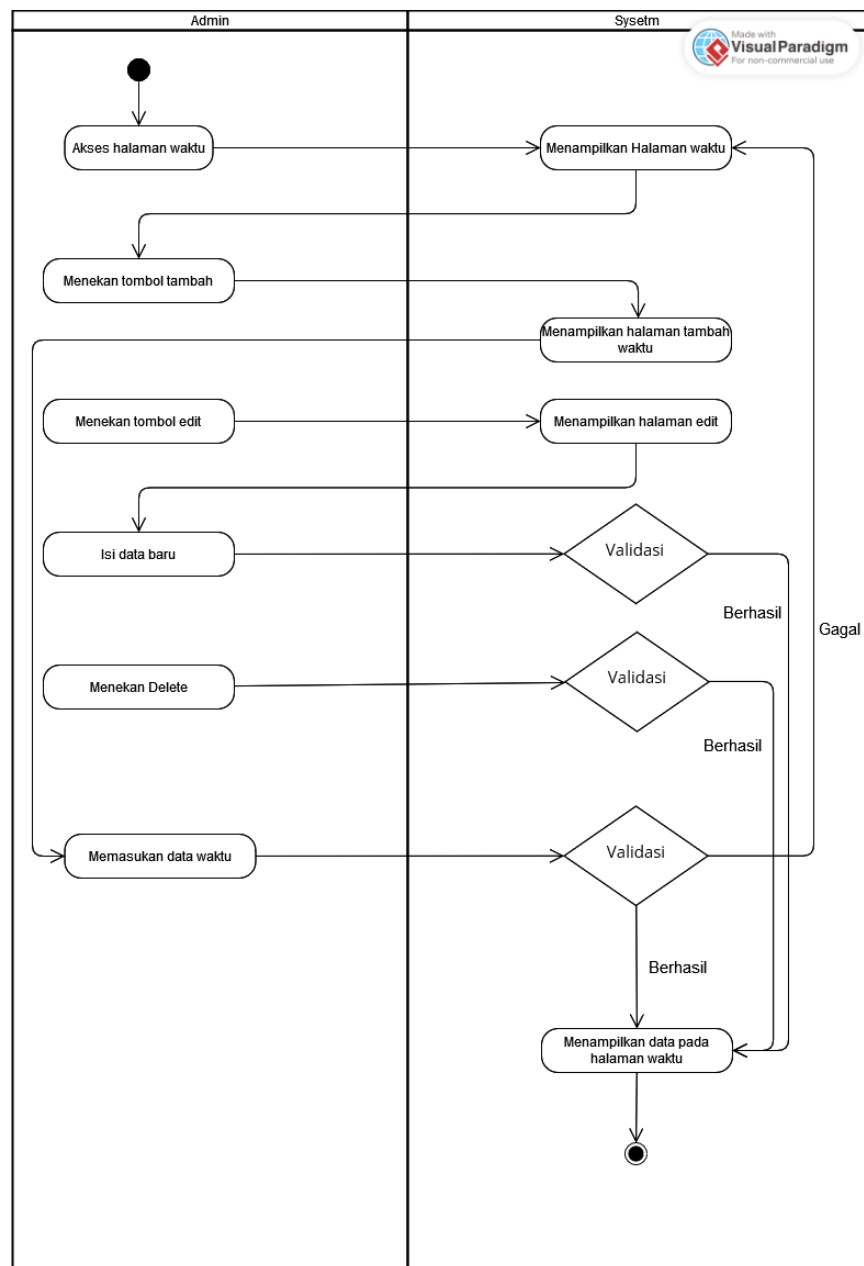 Admin
Sysetm
Made with
Visual Paradigm
For non-commercial use
Akses halaman waktu
Menampilkan Halaman waktu
Menekan tombol tambah
Menampilkan halaman tambah
waktu
Menekan tombol edit
Menampilkan halaman edit
Isi data baru
Validasi
Berhasil
Gagal
Menekan Delete
Validasi
Berhasil
Memasukan data waktu
Validasi
Berhasil
Menampilkan data pada
halaman waktu